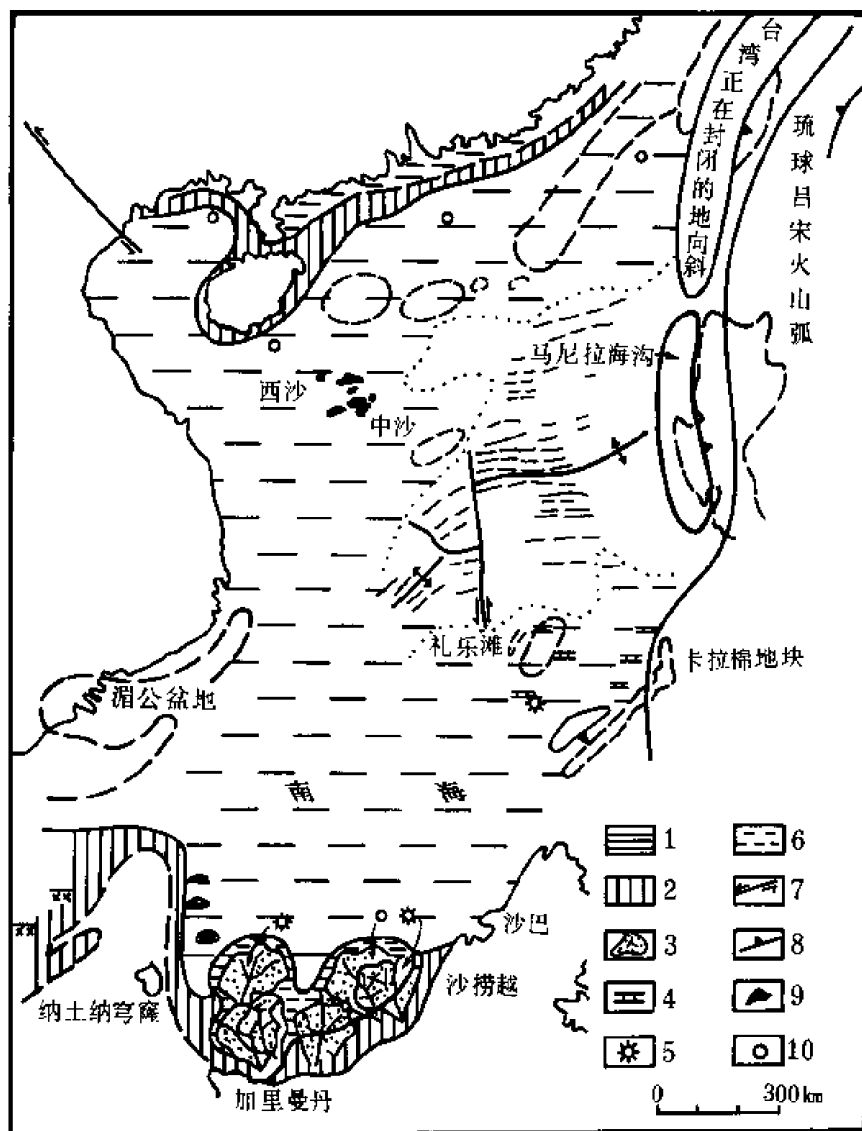 台湾正在封闭的地向斜
琉球吕宋火山弧
马尼拉海沟
西沙
中沙
礼乐滩
卡拉棉地块
湄公盆地
南海
沙巴
沙捞越
纳土纳穹窿
加里曼丹
1
2
3
4
5
6
7
8
9
10
0 300km